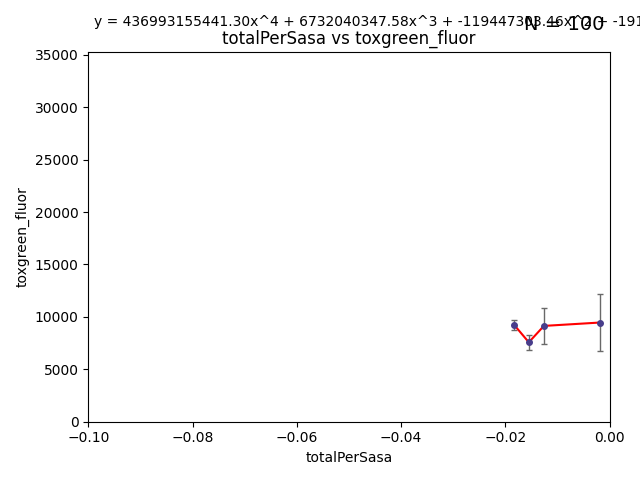 y = 436993155441.30x^4 + 6732040347.58x^3 + -119447303.46x^2 + -191
N = 100
totalPerSasa vs toxgreen_fluor
35000
30000
25000
20000
15000
10000
5000
0
toxgreen_fluor
−0.10 −0.08 −0.06 −0.04 −0.02 0.00
totalPerSasa